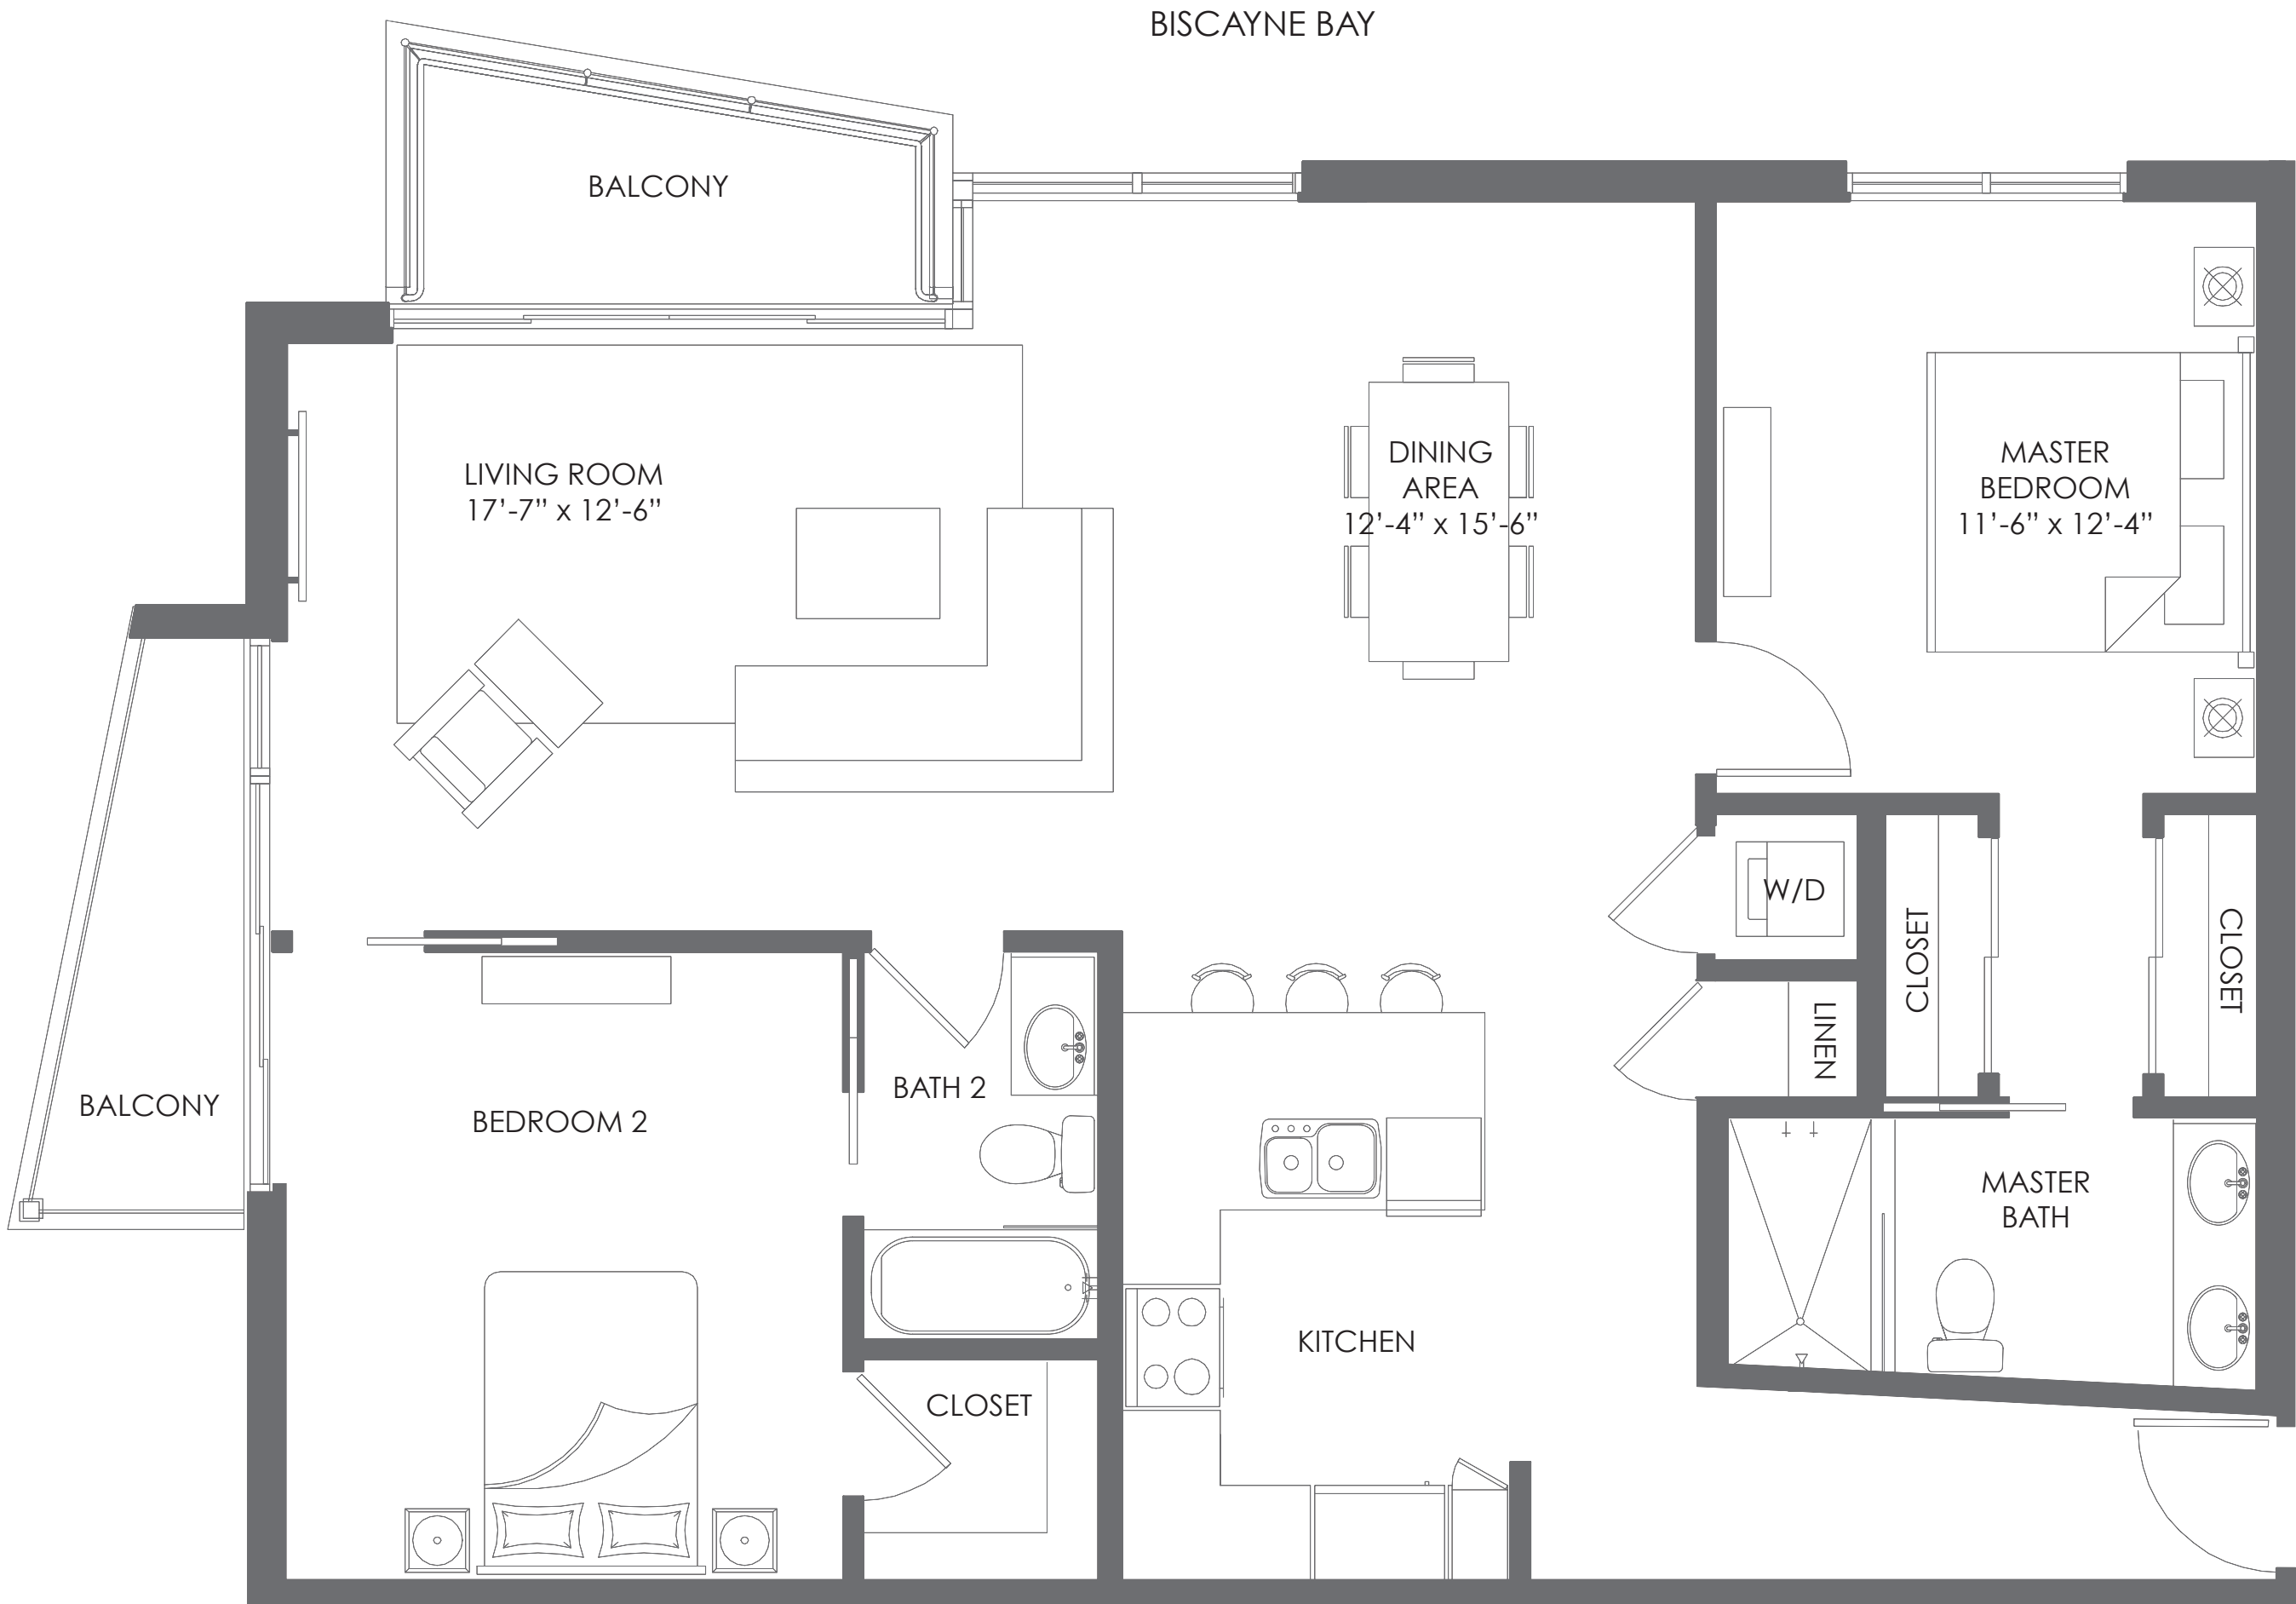 BISCAYNE BAY
BALCONY
LIVING ROOM
17’-7” x 12’-6”
DINING
AREA
12’-4” x 15’-6”
MASTER
BEDROOM
11’-6” x 12’-4”
W/D
CLOSET
CLOSET
LINEN
BALCONY
BEDROOM 2
BATH 2
MASTER
BATH
KITCHEN
CLOSET